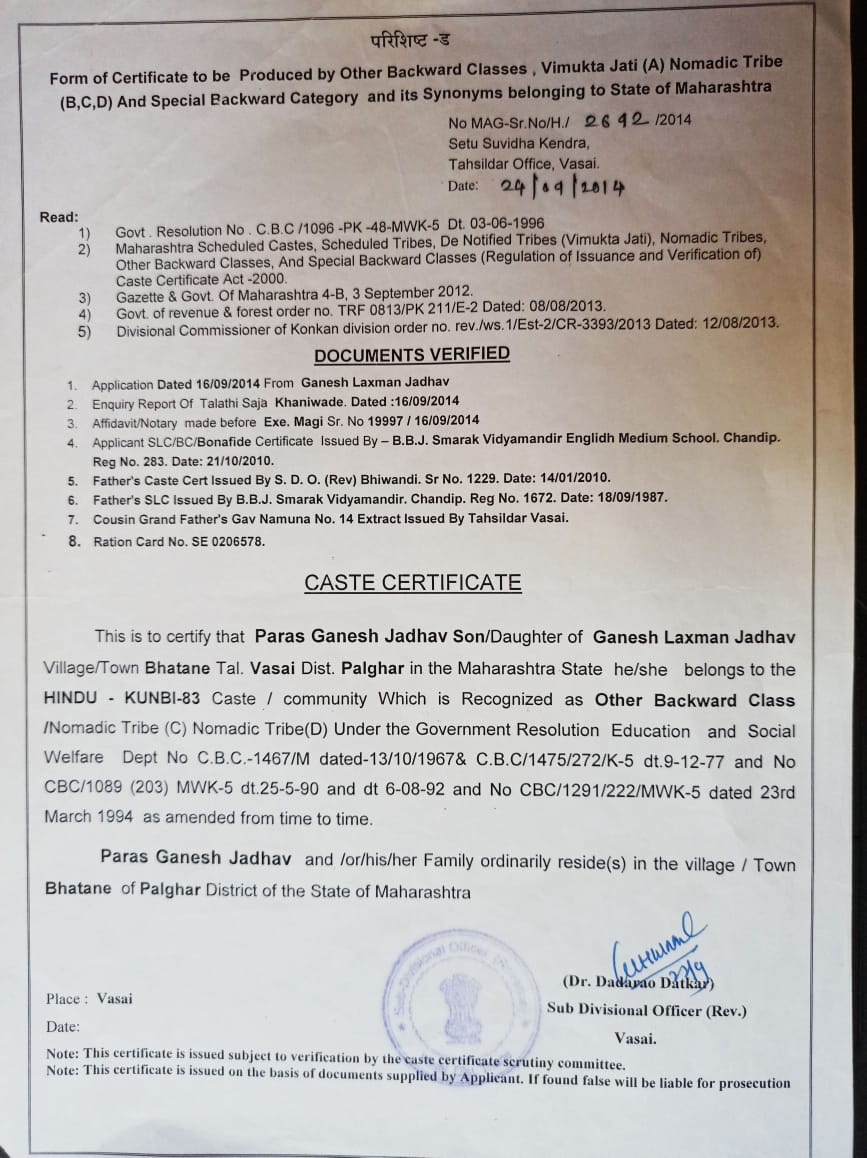 परिशिष्ट -ड
Form of Certificate to be Produced by Other Backward Classes , Vimukta Jati (A) Nomadic Tribe
(B,C,D) And Special Backward Category and its Synonyms belonging to State of Maharashtra
No MAG-Sr.No/H./ 2692 /2014
Setu Suvidha Kendra,
Tahsildar Office, Vasai.
Date: 24/09/2014
Read:
1) Govt . Resolution No . C.B.C /1096 -PK -48-MWK-5 Dt. 03-06-1996
2) Maharashtra Scheduled Castes, Scheduled Tribes, De Notified Tribes (Vimukta Jati), Nomadic Tribes,
Other Backward Classes, And Special Backward Classes (Regulation of Issuance and Verification of)
Caste Certificate Act -2000.
3) Gazette & Govt. Of Maharashtra 4-B, 3 September 2012.
4) Govt. of revenue & forest order no. TRF 0813/PK 211/E-2 Dated: 08/08/2013.
5) Divisional Commissioner of Konkan division order no. rev./ws.1/Est-2/CR-3393/2013 Dated: 12/08/2013.
DOCUMENTS VERIFIED
1. Application Dated 16/09/2014 From Ganesh Laxman Jadhav
2. Enquiry Report Of Talathi Saja Khaniwade. Dated :16/09/2014
3. Affidavit/Notary made before Exe. Magi Sr. No 19997 / 16/09/2014
4. Applicant SLC/BC/Bonafide Certificate Issued By – B.B.J. Smarak Vidyamandir Englidh Medium School. Chandip.
Reg No. 283. Date: 21/10/2010.
5. Father's Caste Cert Issued By S. D. O. (Rev) Bhiwandi. Sr No. 1229. Date: 14/01/2010.
6. Father's SLC Issued By B.B.J. Smarak Vidyamandir. Chandip. Reg No. 1672. Date: 18/09/1987.
7. Cousin Grand Father's Gav Namuna No. 14 Extract Issued By Tahsildar Vasai.
8. Ration Card No. SE 0206578.
CASTE CERTIFICATE
This is to certify that Paras Ganesh Jadhav Son/Daughter of Ganesh Laxman Jadhav
Village/Town Bhatane Tal. Vasai Dist. Palghar in the Maharashtra State he/she belongs to the
HINDU - KUNBI-83 Caste / community Which is Recognized as Other Backward Class
/Nomadic Tribe (C) Nomadic Tribe(D) Under the Government Resolution Education and Social
Welfare Dept No C.B.C.-1467/M dated-13/10/1967& C.B.C/1475/272/K-5 dt.9-12-77 and No
CBC/1089 (203) MWK-5 dt.25-5-90 and dt 6-08-92 and No CBC/1291/222/MWK-5 dated 23rd
March 1994 as amended from time to time.
Paras Ganesh Jadhav and /or/his/her Family ordinarily reside(s) in the village / Town
Bhatane of Palghar District of the State of Maharashtra
Sub-Divisional Officer
23/9
(Dr. Dadarao Datkar)
Place : Vasai
Sub Divisional Officer (Rev.)
Date:
Vasai.
Note: This certificate is issued subject to verification by the caste certificate scrutiny committee.
Note: This certificate is issued on the basis of documents supplied by Applicant. If found false will be liable for prosecution